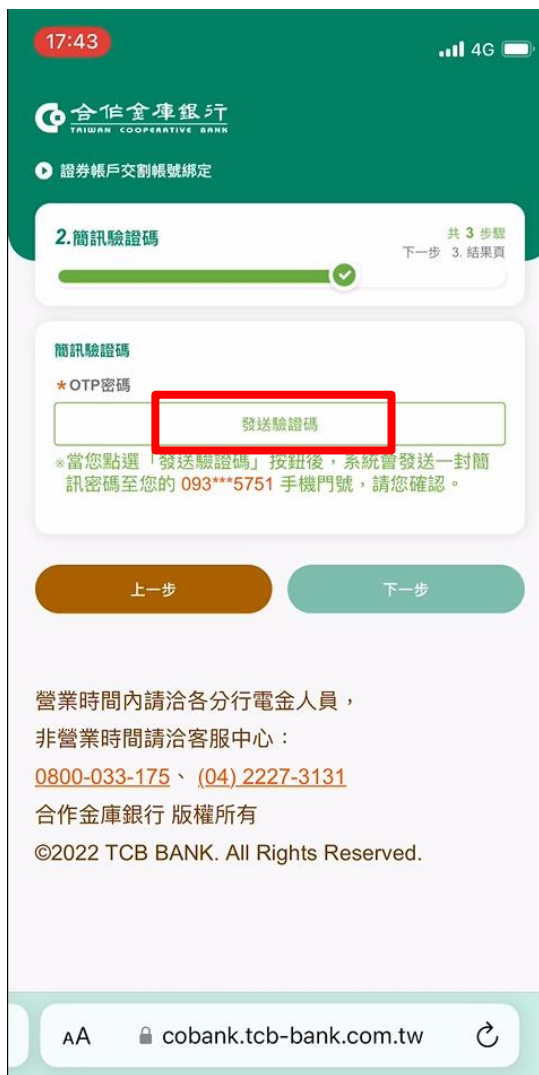 17:43
4G
合作金庫銀行
TAIWAN COOPERATIVE BANK
證券帳戶交割帳號綁定
2.簡訊驗證碼
共 3 步驟
下一步 3. 結果頁
簡訊驗證碼
*OTP密碼
發送驗證碼
※當您點選「發送驗證碼」按鈕後，系統會發送一封簡
訊密碼至您的 093***5751 手機門號，請您確認。
上一步
下一步
營業時間內請洽各分行電金人員，
非營業時間請洽客服中心：
0800-033-175、 (04) 2227-3131
合作金庫銀行 版權所有
©2022 TCB BANK. All Rights Reserved.
AA
cobank.tcb-bank.com.tw